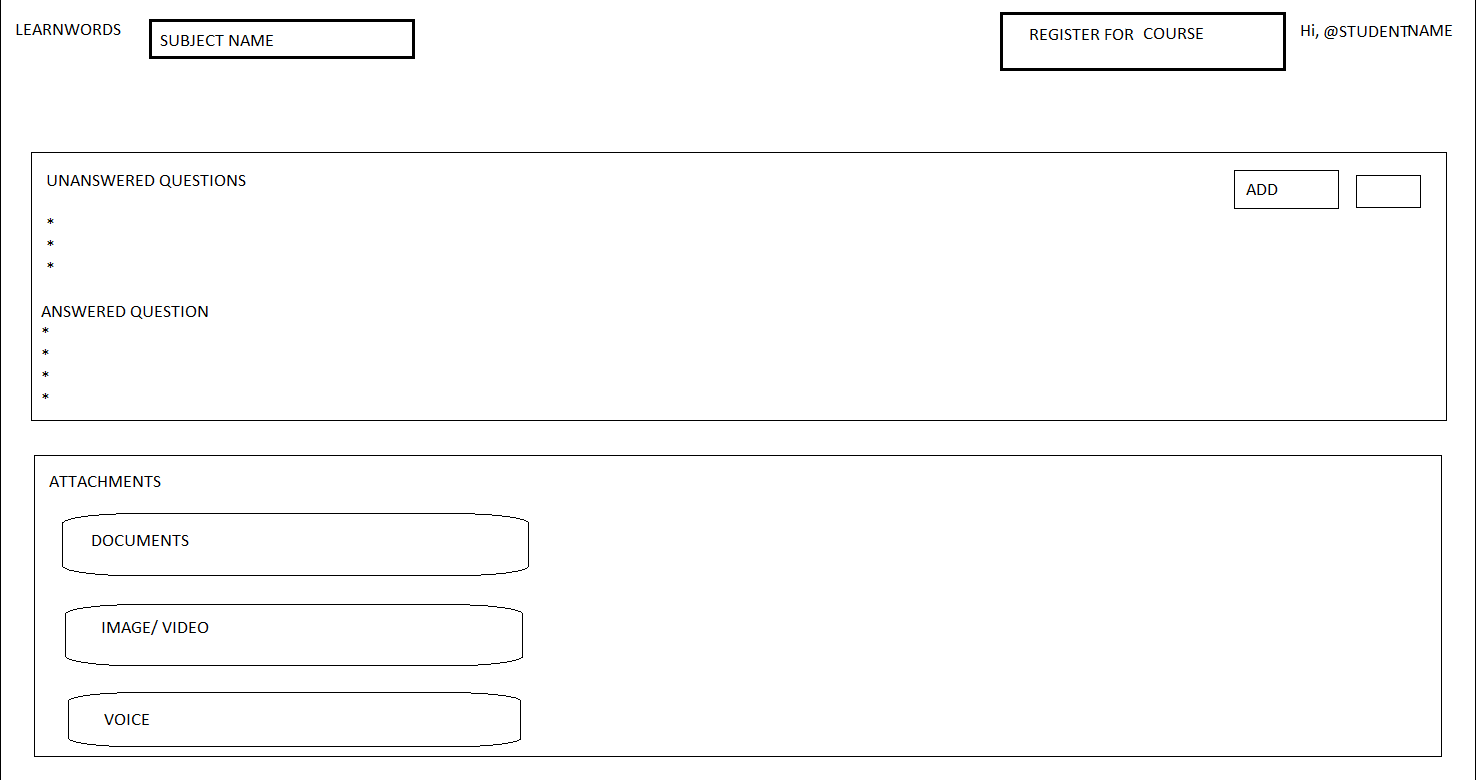 LEARNWORDS
SUBJECT NAME
REGISTER FOR COURSE
Hi, @STUDENTNAME
UNANSWERED QUESTIONS
ADD
*
*
*
ANSWERED QUESTION
*
*
*
*
ATTACHMENTS
DOCUMENTS
IMAGE/ VIDEO
VOICE